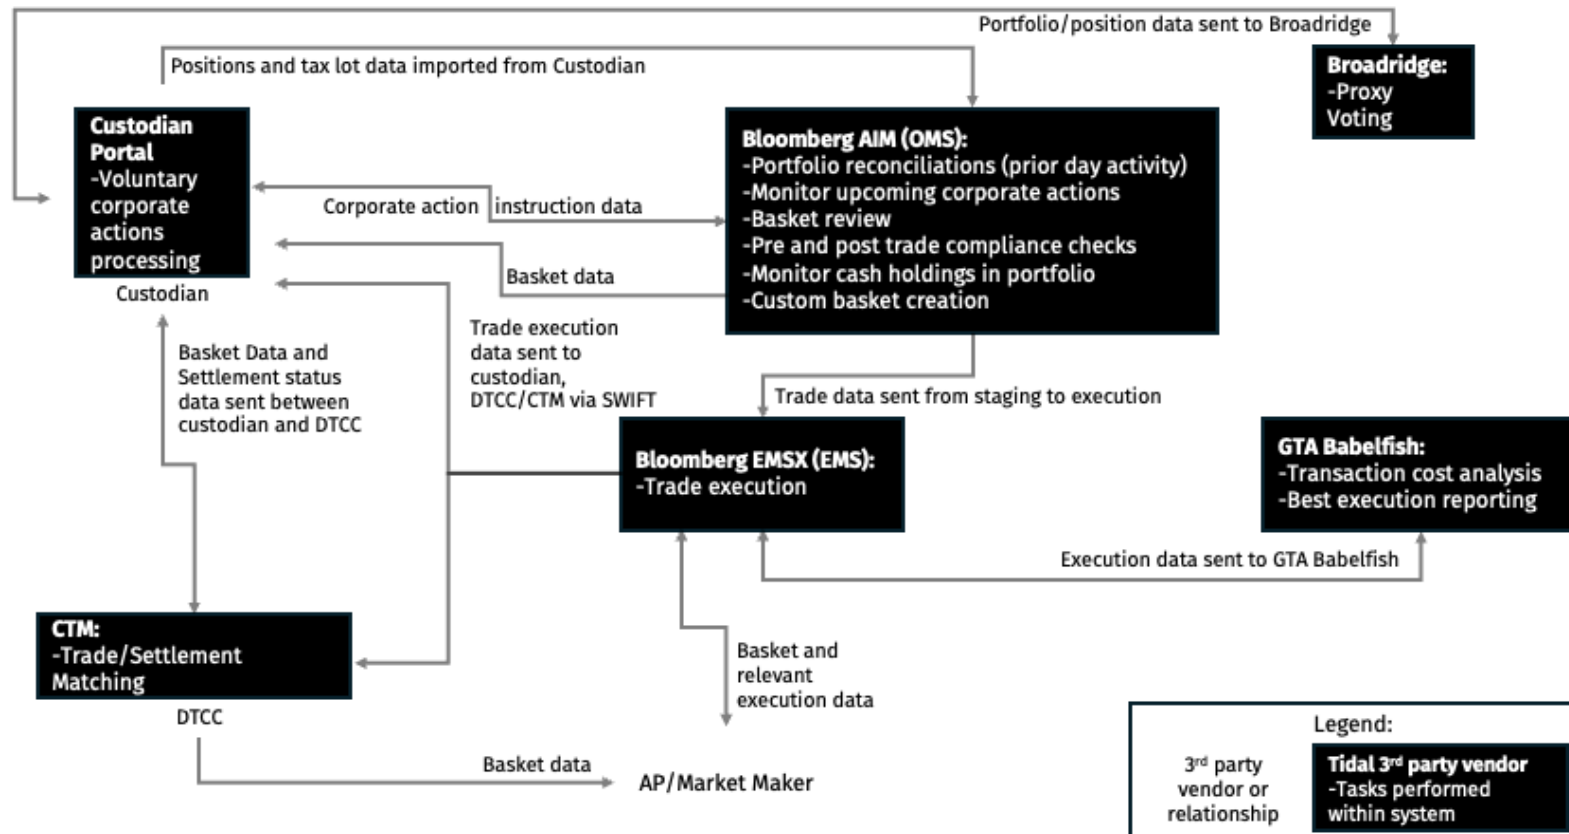 Portfolio/position data sent to Broadridge
Positions and tax lot data imported from Custodian
Broadridge:
-Proxy
Voting
Custodian
Portal
-Voluntary
corporate
actions
processing
Custodian
Bloomberg AIM (OMS):
-Portfolio reconciliations (prior day activity)
-Monitor upcoming corporate actions
-Basket review
-Pre and post trade compliance checks
-Monitor cash holdings in portfolio
-Custom basket creation
Corporate action instruction data
Basket data
Trade execution
data sent to
custodian,
DTCC/CTM via SWIFT
Basket Data and
Settlement status
data sent between
custodian and DTCC
Trade data sent from staging to execution
Bloomberg EMSX (EMS):
-Trade execution
GTA Babelfish:
-Transaction cost analysis
-Best execution reporting
Execution data sent to GTA Babelfish
CTM:
-Trade/Settlement
Matching
DTCC
Basket and
relevant
execution data
Basket data
AP/Market Maker
Legend:
3rd party
vendor or
relationship
Tidal 3rd party vendor
-Tasks performed
within system